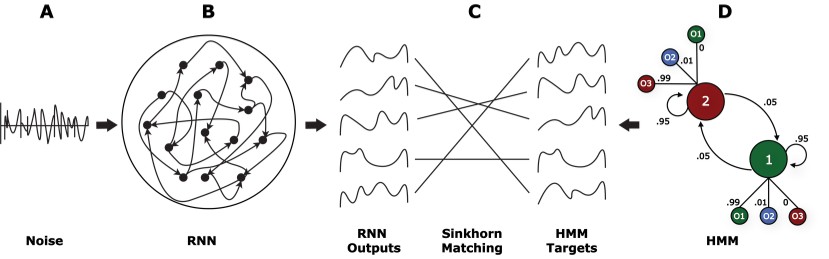 A
B
C
D
O1
0
O2
.01
O3
.99
2
.05
.95
.95
1
.05
.99
.01
0
O1
O2
O3
Noise
RNN
RNN
Outputs
Sinkhorn
Matching
HMM
Targets
HMM